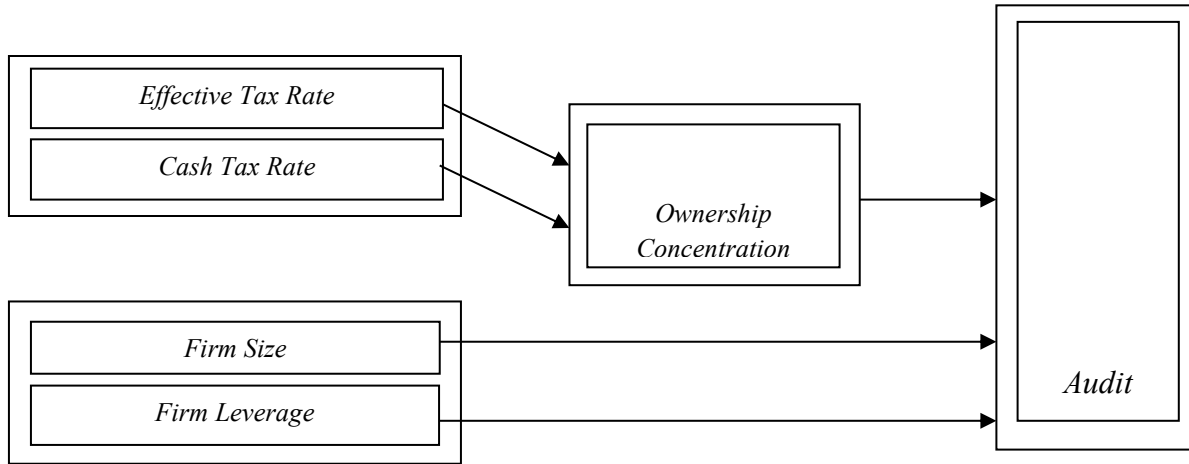 Effective Tax Rate
Cash Tax Rate
Ownership
Concentration
Firm Size
Firm Leverage
Audit